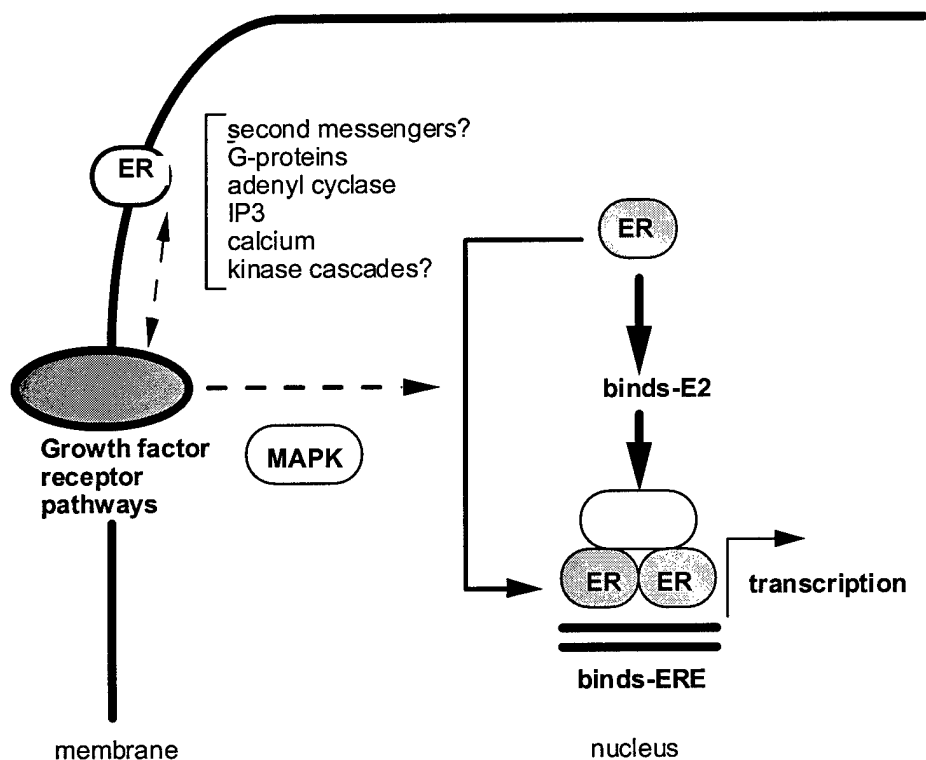 ER
second messengers?
G-proteins
adenyl cyclase
IP3
calcium
kinase cascades?
ER
binds-E2
Growth factor
receptor
pathways
MAPK
ER ER
transcription
binds-ERE
membrane
nucleus